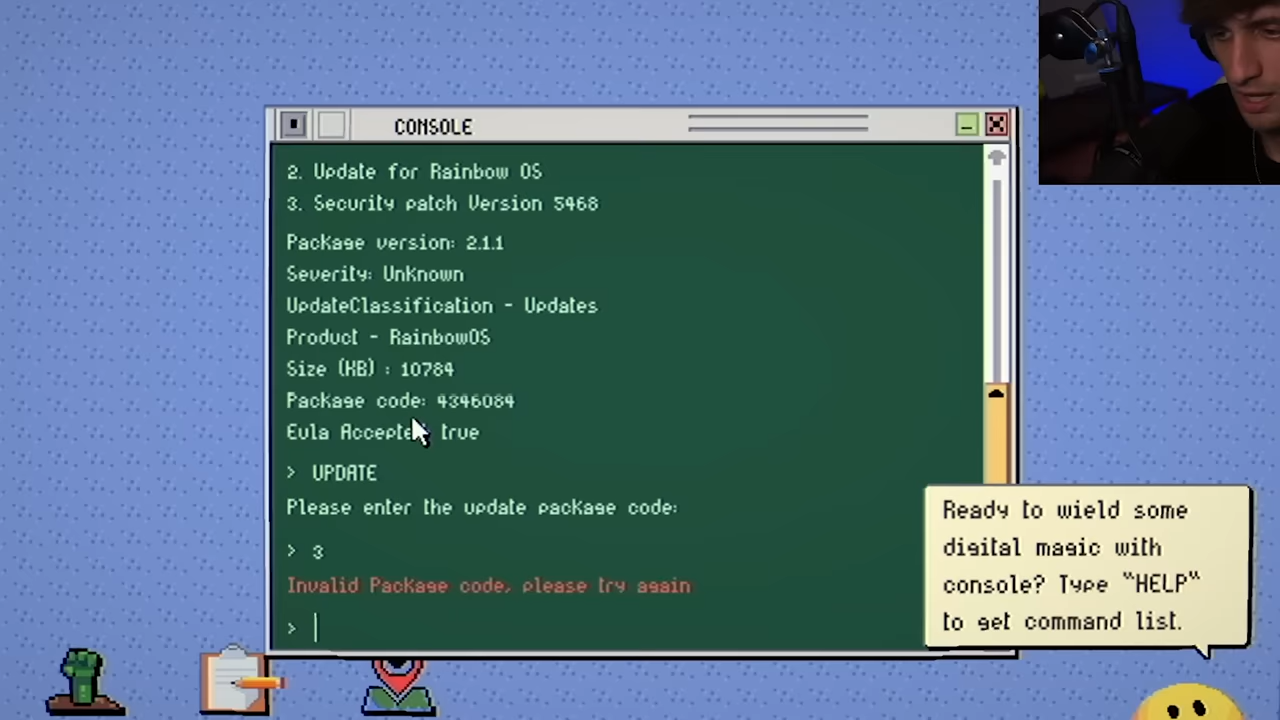 CONSOLE
2. Update for Rainbow OS
3. Security patch Version 5468
Package version: 2.1.1
Severity: Unknown
UpdateClassification - Updates
Product - RainbowOS
Size (KB) : 10784
Package code: 4346084
Eula Accepte true
> UPDATE
Please enter the update package code:
> 3
Invalid Package code, please try again
>
Ready to wield some
digital magic with
console? Type "HELP"
to get command list.